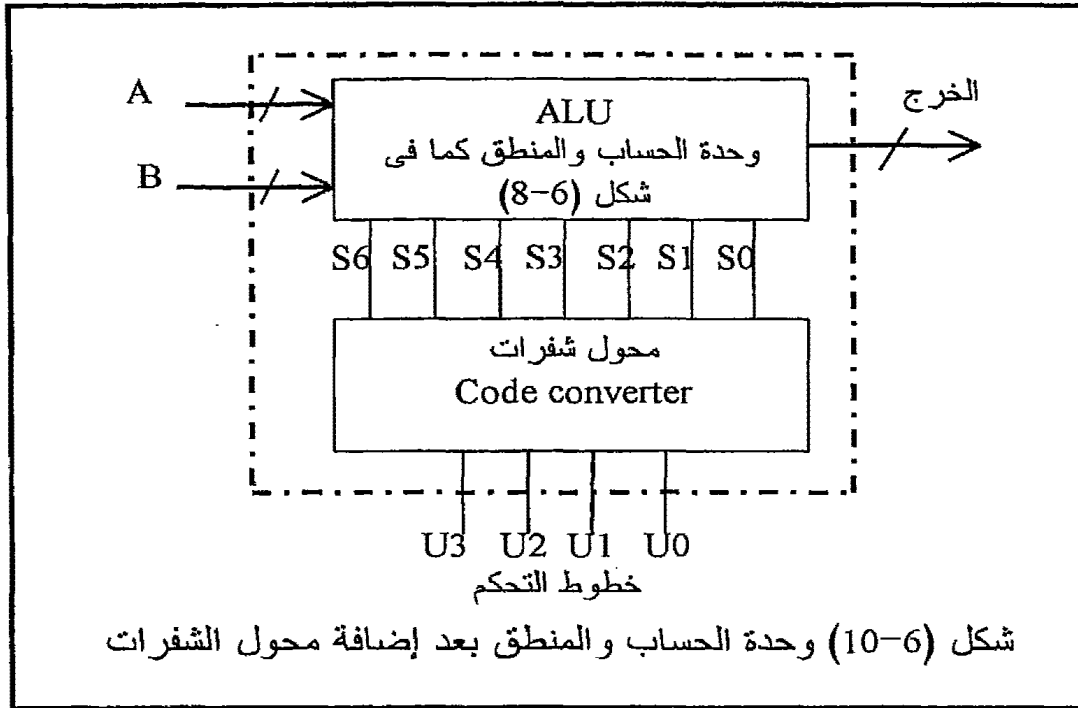 A
B
ALU
وحدة الحساب والمنطق كما فى
شكل (6-8)
الخرج
S6 S5 S4 S3 S2 S1 S0
محول شفرات
Code converter
U3 U2 U1 U0
خطوط التحكم
شكل (6-10) وحدة الحساب والمنطق بعد إضافة محول الشفرات